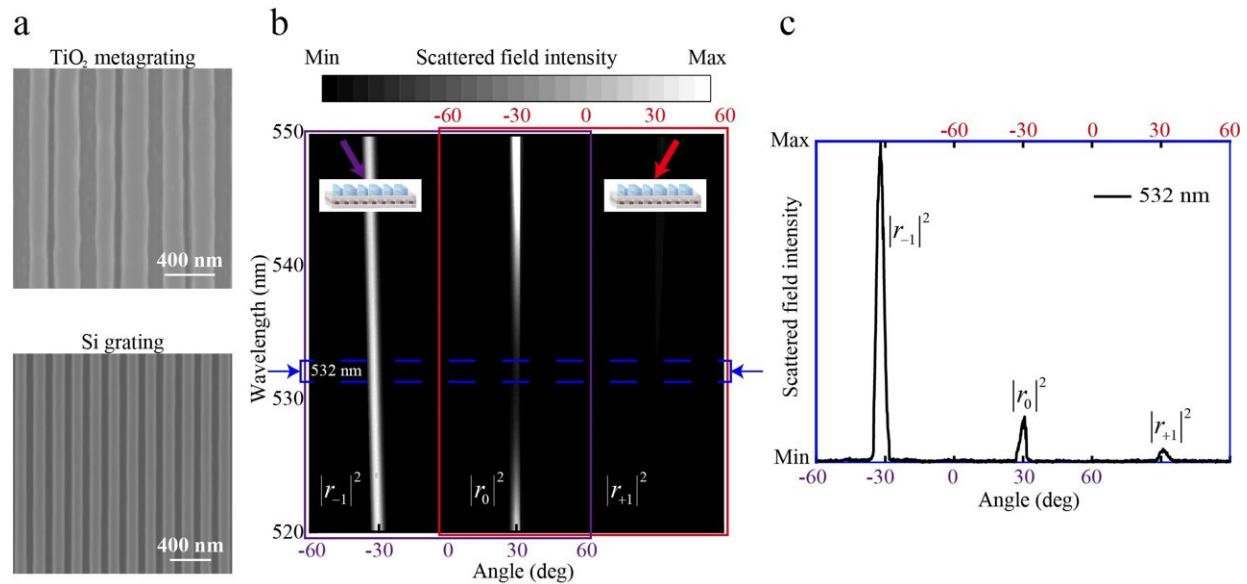 a
TiO₂ metagrating
400 nm
Si grating
400 nm
b
Min Scattered field intensity Max
-60 -30 0 30 60
550
540
530
520
Wavelength (nm)
532 nm
|r₋₁|² |r₀|² |r₊₁|²
-60 -30 0 30 60
Angle (deg)
c
-60 -30 0 30 60
Max
Scattered field intensity
Min
532 nm
|r₋₁|²
|r₀|²
|r₊₁|²
-60 -30 0 30 60
Angle (deg)